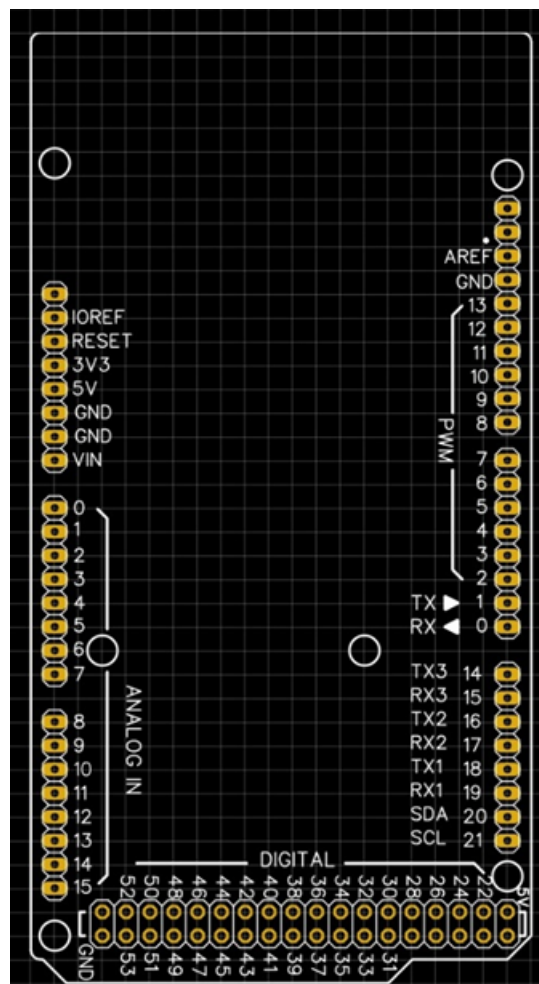 AREF
GND
13
12
11
10
9
8
PWM
7
6
5
4
3
2
TX 1
RX 0
IOREF
RESET
3V3
5V
GND
GND
VIN
0
1
2
3
4
5
6
7
ANALOG IN
8
9
10
11
12
13
14
15
TX3 14
RX3 15
TX2 16
RX2 17
TX1 18
RX1 19
SDA 20
SCL 21
DIGITAL
52 50 48 46 44 42 40 38 36 34 32 30 28 26 24 22 5V
GND 53 51 49 47 45 43 41 39 37 35 33 31